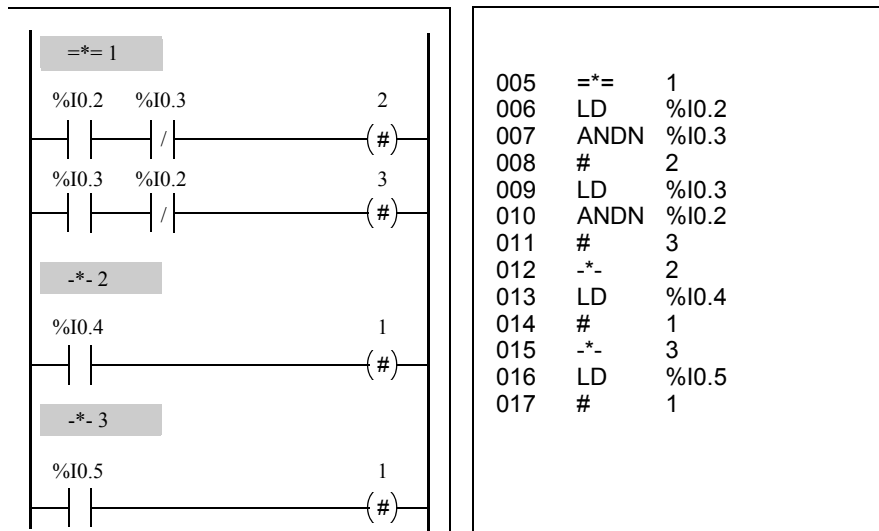 =*= 1
%I0.2 %I0.3 2
/ (#)
%I0.3 %I0.2 3
/ (#)
-*- 2
%I0.4 1
(#)
-*- 3
%I0.5 1
(#)
005 =*= 1
006 LD %I0.2
007 ANDN %I0.3
008 # 2
009 LD %I0.3
010 ANDN %I0.2
011 # 3
012 -*- 2
013 LD %I0.4
014 # 1
015 -*- 3
016 LD %I0.5
017 # 1